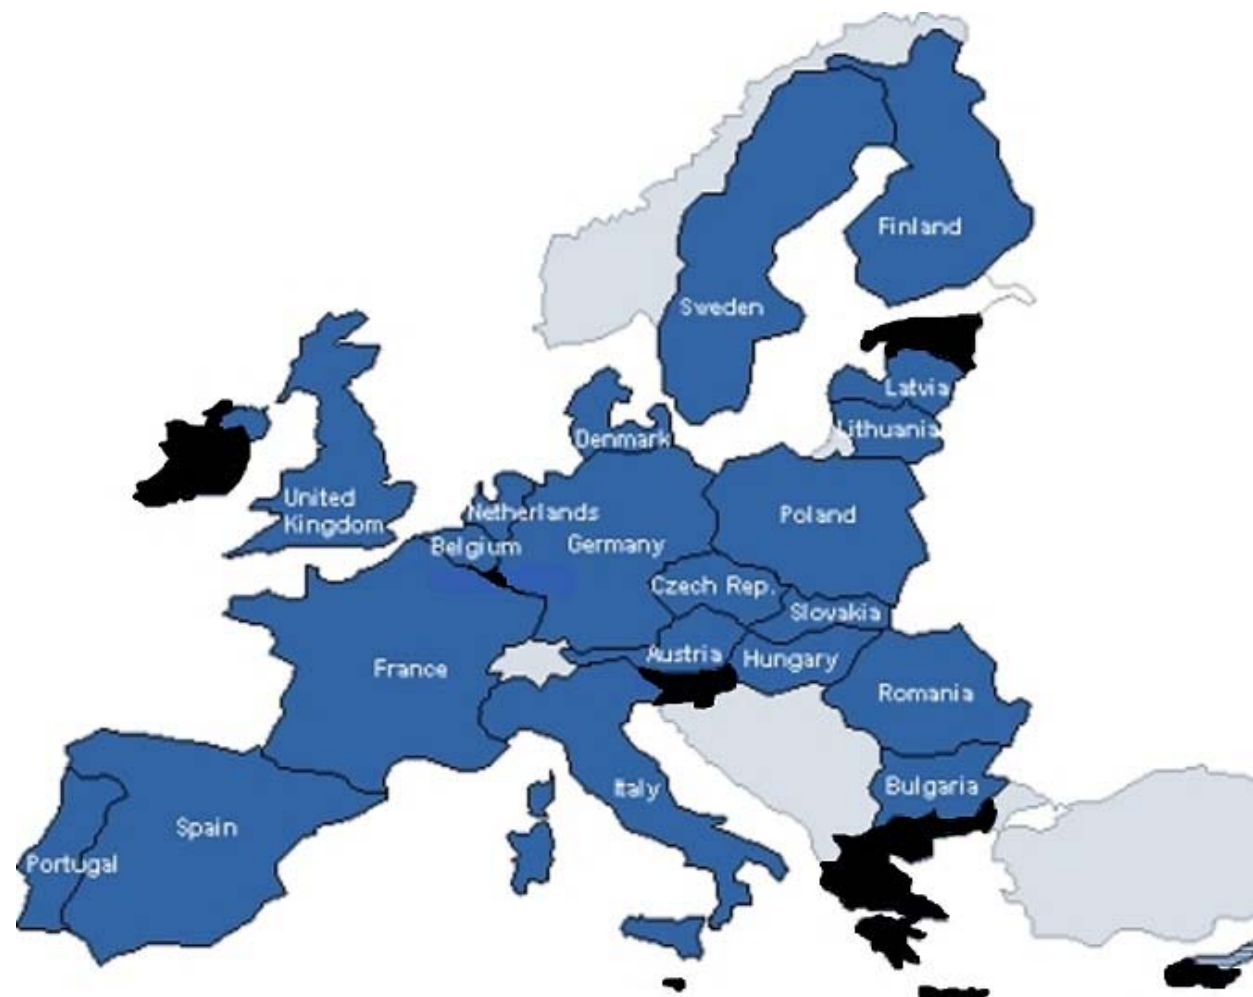 Finland
Sweden
Latvia
Lithuania
Denmark
United
Kingdom
Netherlands
Poland
Belgium
Germany
Czech Rep.
Slovakia
Austria
Hungary
France
Romania
Italy
Bulgaria
Spain
Portugal